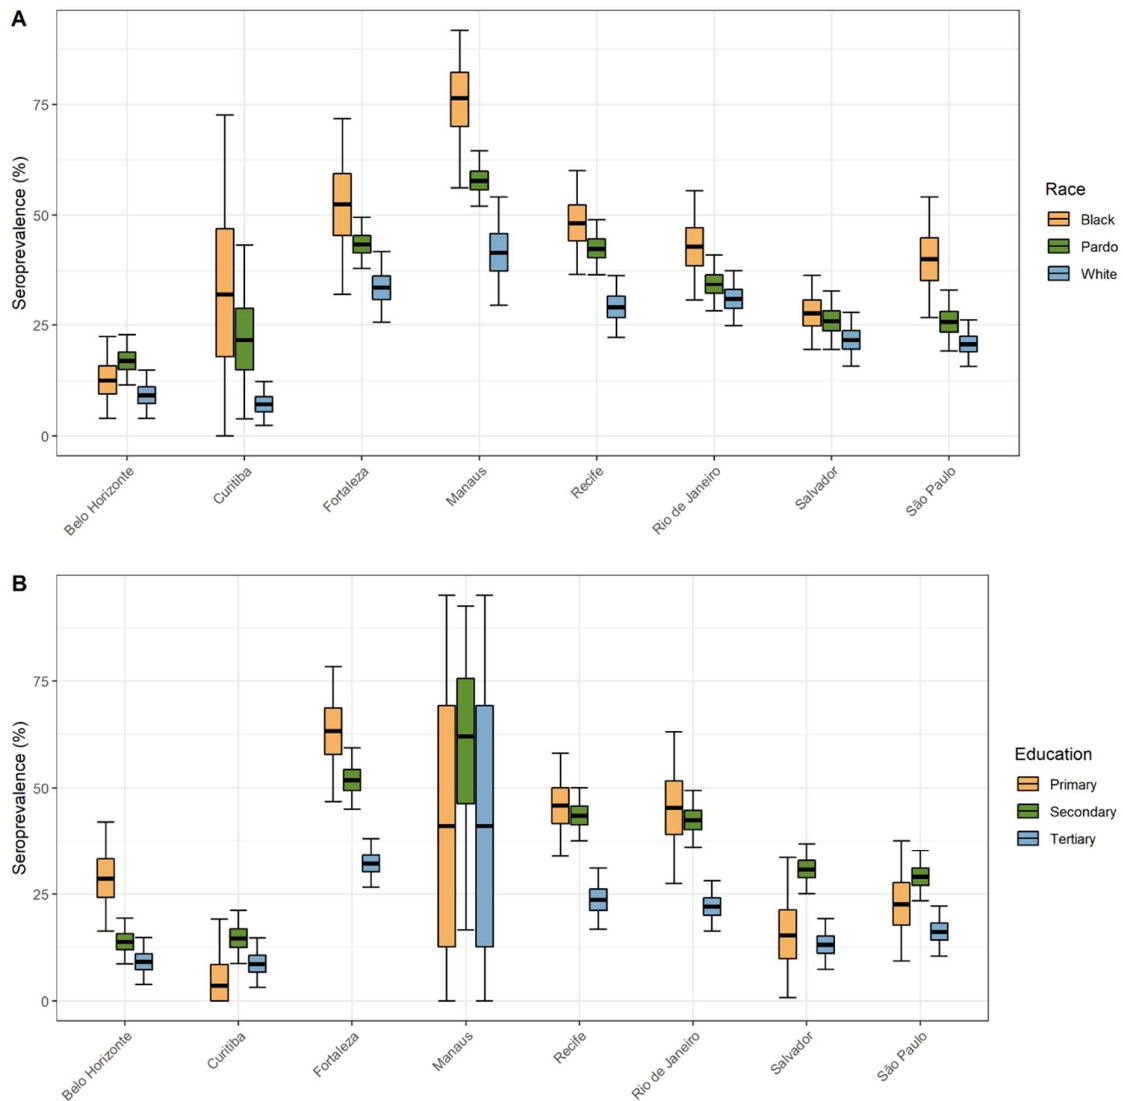 A
Seroprevalence (%)
75
50
25
0
Belo Horizonte
Curitiba
Fortaleza
Manaus
Recife
Rio de Janeiro
Salvador
São Paulo
Race
Black
Pardo
White
B
Seroprevalence (%)
75
50
25
0
Belo Horizonte
Curitiba
Fortaleza
Manaus
Recife
Rio de Janeiro
Salvador
São Paulo
Education
Primary
Secondary
Tertiary